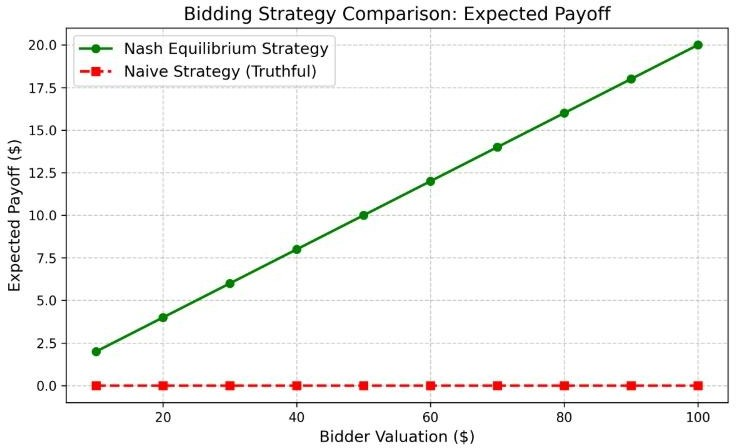 Bidding Strategy Comparison: Expected Payoff
Nash Equilibrium Strategy
Naive Strategy (Truthful)
Expected Payoff ($)
20.0
17.5
15.0
12.5
10.0
7.5
5.0
2.5
0.0
20 40 60 80 100
Bidder Valuation ($)